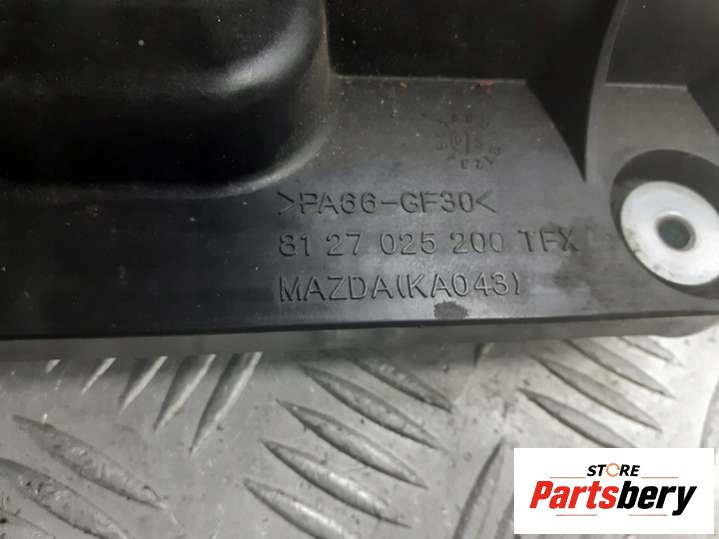 >PA66-GF30<
81 27 025 200 TFX
MAZDA(KA043)
STORE
Partsbery